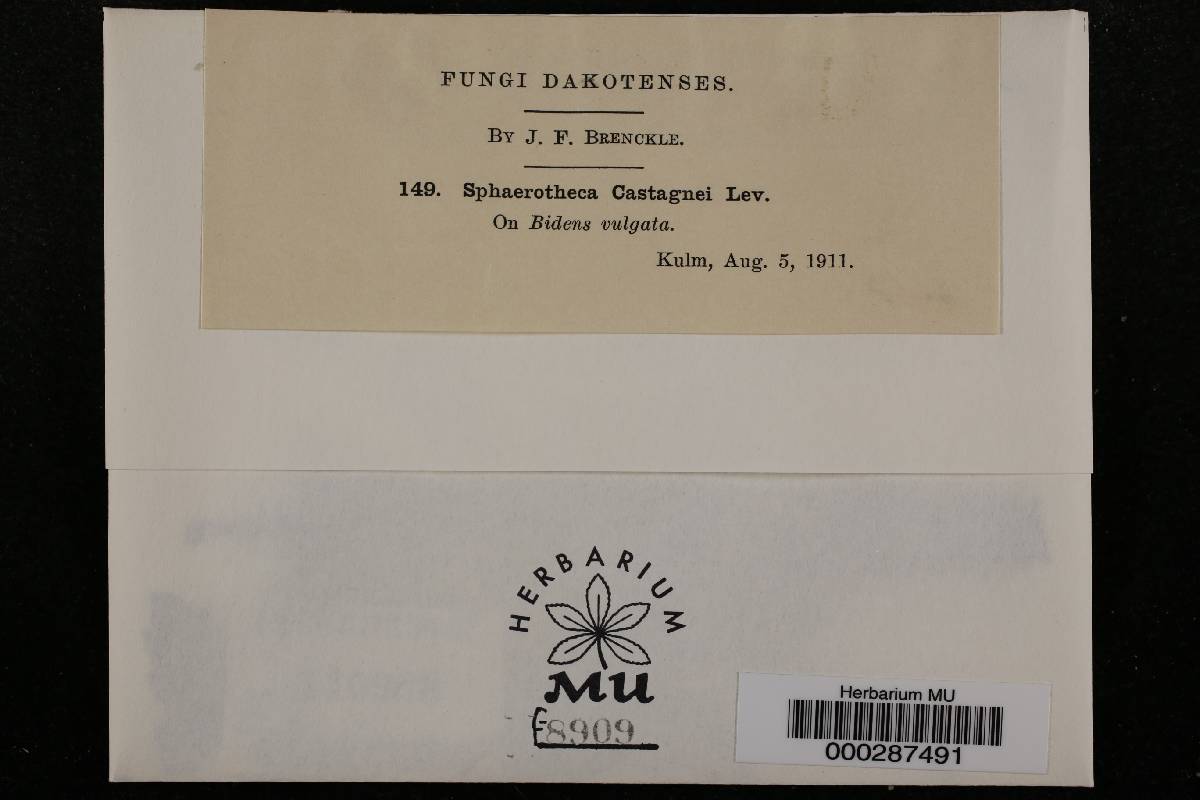 FUNGI DAKOTENSES.
BY J. F. BRENCKLE.
149. Sphaerotheca Castagnei Lev.
On Bidens vulgata.
Kulm, Aug. 5, 1911.
HERBARIUM
MU
F 8909
Herbarium MU
000287491